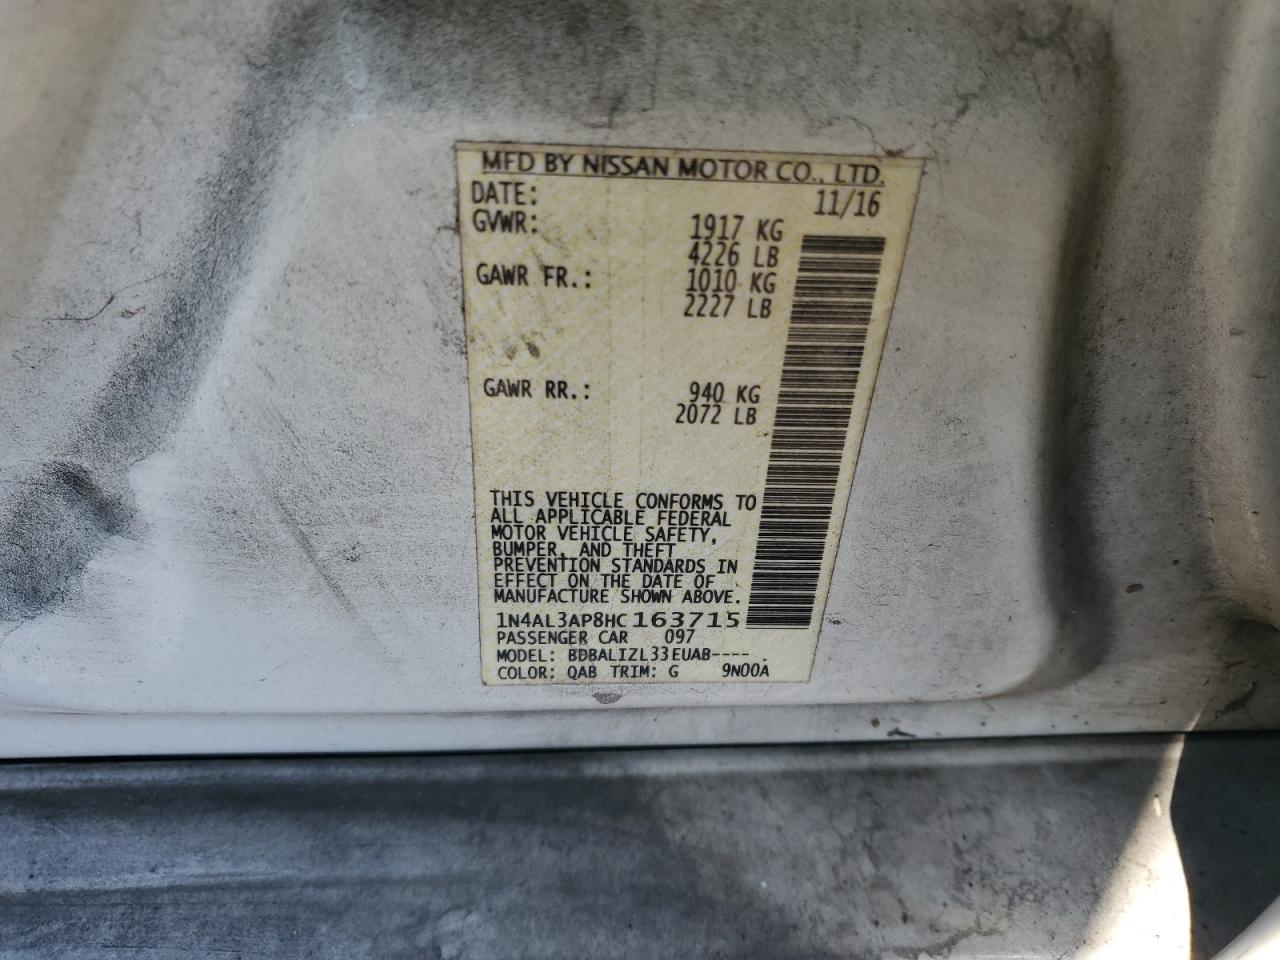 MFD BY NISSAN MOTOR CO., LTD.
DATE: 11/16
GVWR: 1917 KG
4226 LB
GAWR FR.: 1010 KG
2227 LB
GAWR RR.: 940 KG
2072 LB
THIS VEHICLE CONFORMS TO
ALL APPLICABLE FEDERAL
MOTOR VEHICLE SAFETY,
BUMPER, AND THEFT
PREVENTION STANDARDS IN
EFFECT ON THE DATE OF
MANUFACTURE SHOWN ABOVE.
1N4AL3AP8HC163715
PASSENGER CAR 097
MODEL: BDBALIZL33EUAB----.
COLOR: QAB TRIM: G 9N00A